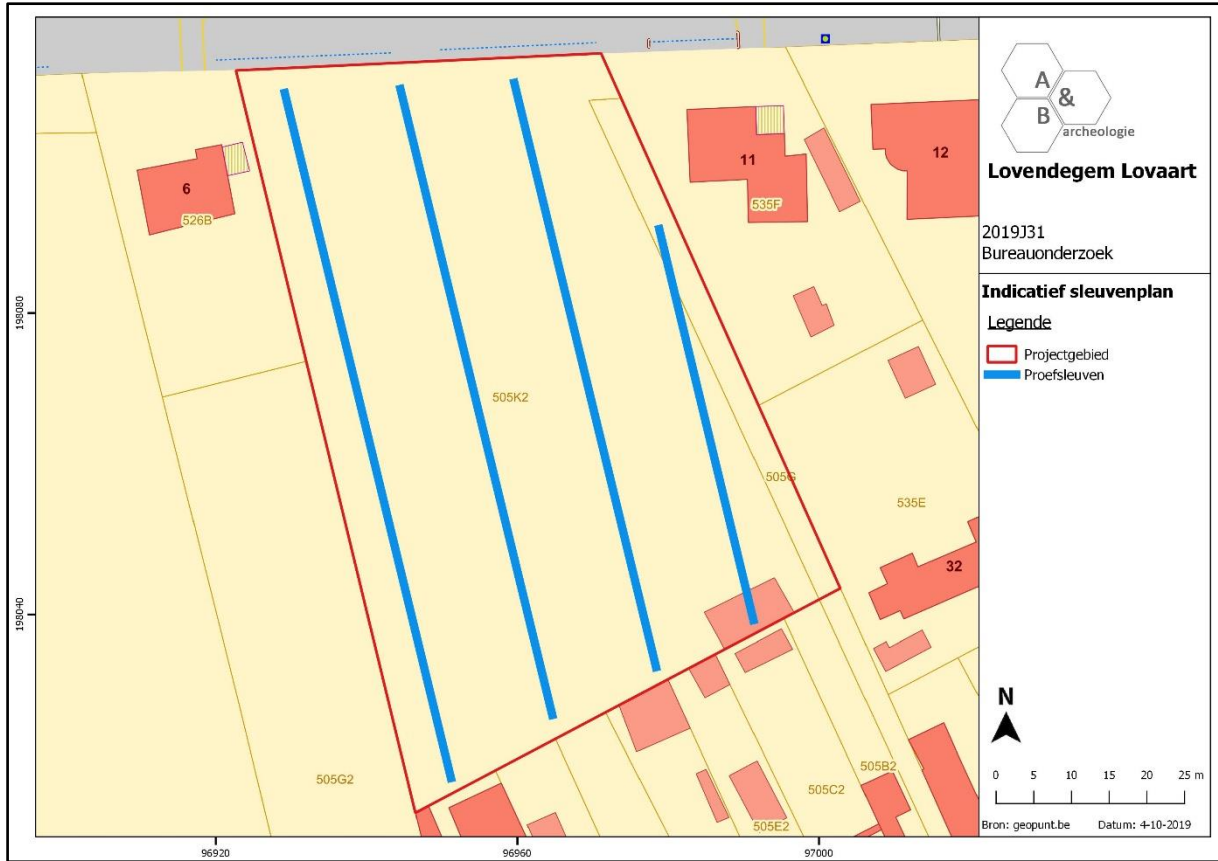 6
526B
11
535F
12
505K2
505G
535E
32
505G2
505B2
505C2
505E2
198080
198040
96920
96960
97000
A
&
B
archeologie
Lovendegem Lovaart
2019J31
Bureauonderzoek
Indicatief sleuvenplan
Legende
Projectgebied
Proefsleuven
N
0 5 10 15 20 25 m
Bron: geopunt.be Datum: 4-10-2019